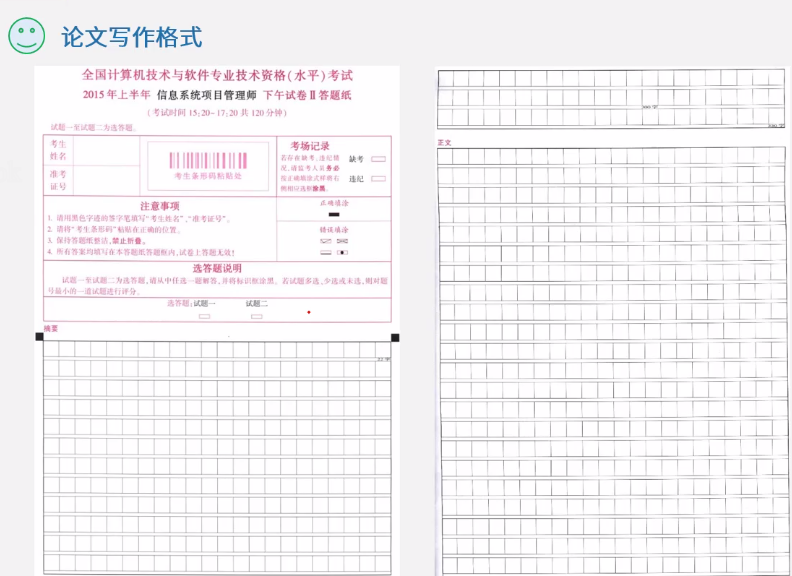 论文写作格式
全国计算机技术与软件专业技术资格(水平)考试
2015年上半年 信息系统项目管理师 下午试卷Ⅱ答题纸
(考试时间 15:20-17:20 共 120 分钟)
试题一至试题二为选答题。
考生
姓名
准考
证号
考生条形码粘贴处
考场记录
若存在缺考、违纪情
况,请监考人员务必
按正确填涂式样将右
侧相应选框涂黑。
缺考
违纪
注意事项
1. 请用黑色字迹的签字笔填写“考生姓名”、“准考证号”。
2. 请将“考生条形码”粘贴在正确的位置。
3. 保持答题纸整洁,禁止折叠。
4. 所有答案均填写在本答题纸答题框内,试卷上答题无效!
正确填涂
错误填涂
选答题说明
试题一至试题二为选答题,请从中任选一题解答,并将标识框涂黑。若试题多选、少选或未选,则对题
号最小的一道试题进行评分。
选答题: 试题一 试题二
摘要
正文